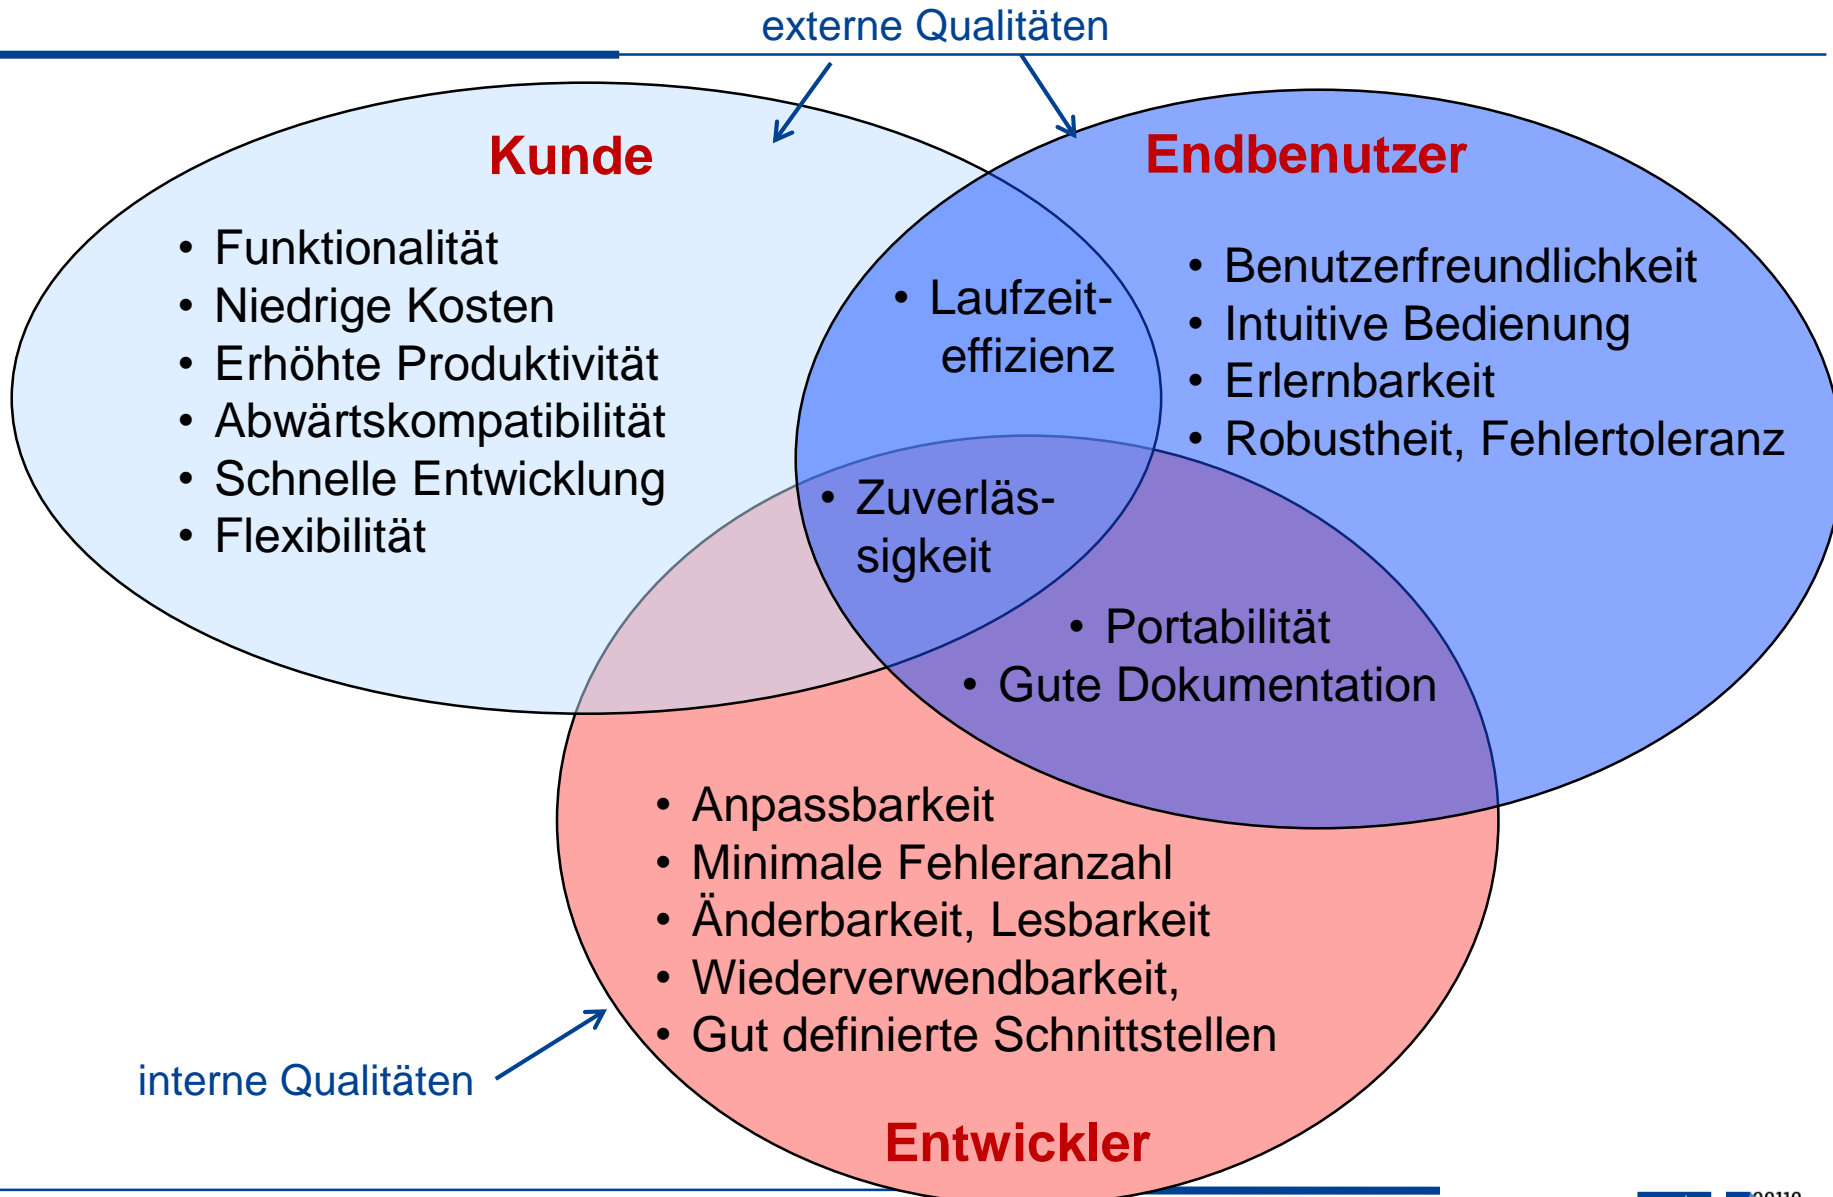 externe Qualitäten
Kunde
Endbenutzer
• Funktionalität
• Niedrige Kosten
• Erhöhte Produktivität
• Abwärtskompatibilität
• Schnelle Entwicklung
• Flexibilität
• Laufzeit-
effizienz
• Benutzerfreundlichkeit
• Intuitive Bedienung
• Erlernbarkeit
• Robustheit, Fehlertoleranz
• Zuverläs-
sigkeit
• Portabilität
• Gute Dokumentation
• Anpassbarkeit
• Minimale Fehleranzahl
• Änderbarkeit, Lesbarkeit
• Wiederverwendbarkeit,
• Gut definierte Schnittstellen
interne Qualitäten
Entwickler